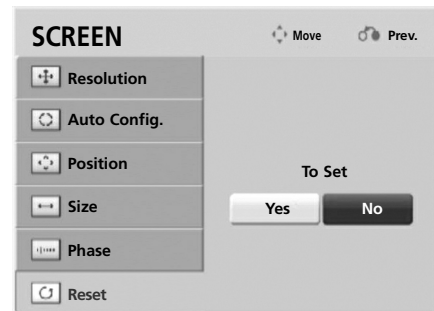 SCREEN
Move
Prev.
Resolution
Auto Config.
Position
Size
Phase
Reset
To Set
Yes
No